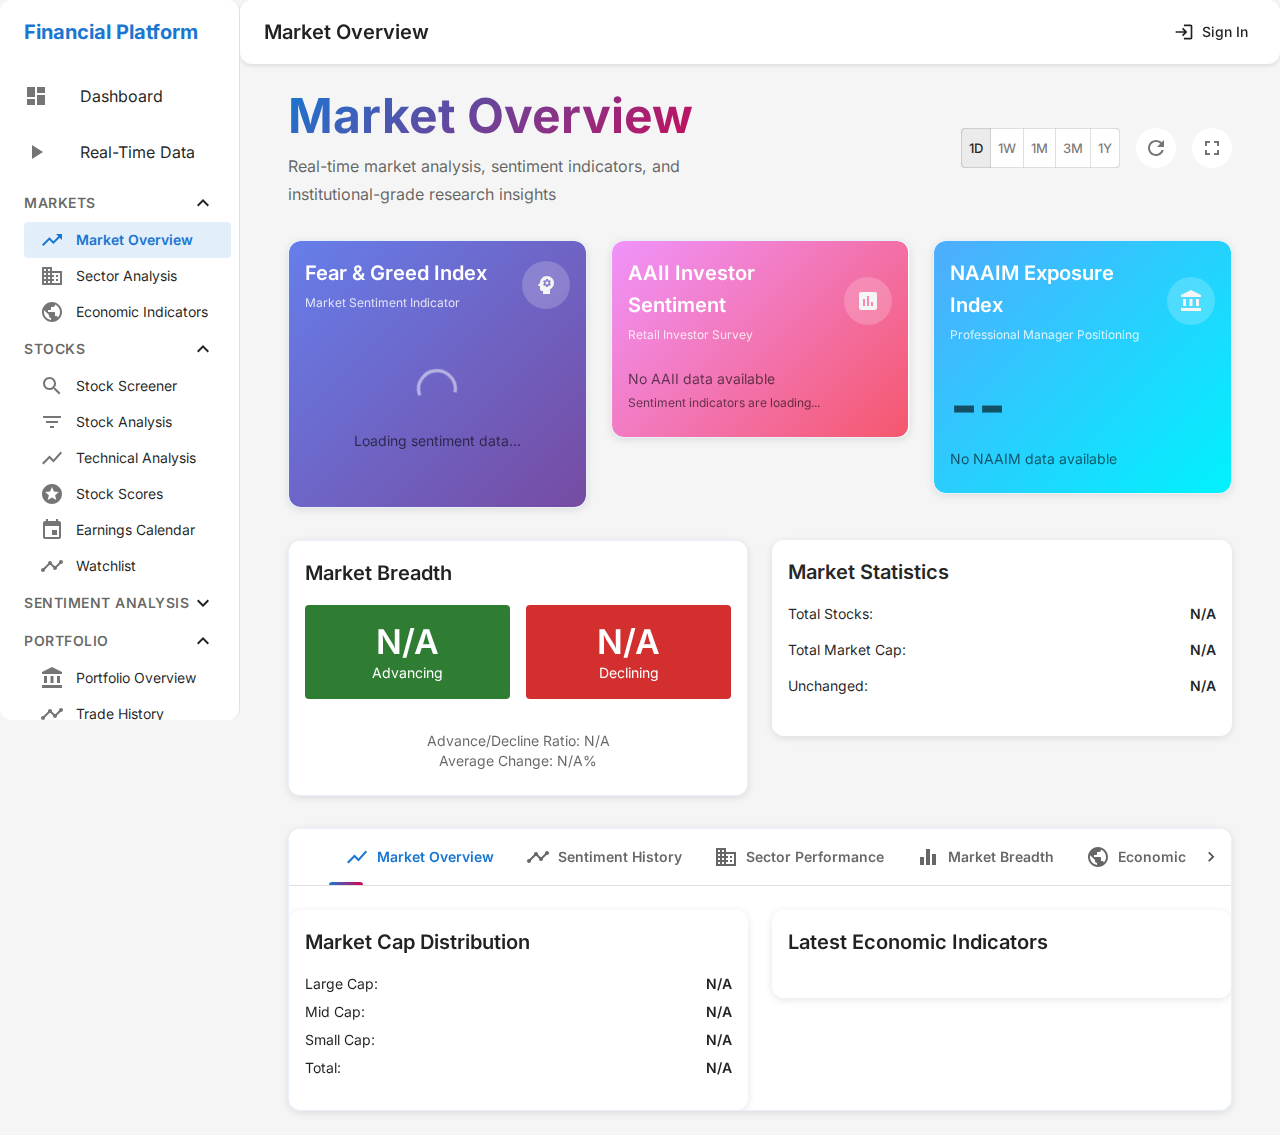 Financial Platform
Dashboard
Real-Time Data
MARKETS
Market Overview
Sector Analysis
Economic Indicators
STOCKS
Stock Screener
Stock Analysis
Technical Analysis
Stock Scores
Earnings Calendar
Watchlist
SENTIMENT ANALYSIS
PORTFOLIO
Portfolio Overview
Trade History
Market Overview
Sign In
Market Overview
Real-time market analysis, sentiment indicators, and
institutional-grade research insights
1D 1W 1M 3M 1Y
Fear & Greed Index
Market Sentiment Indicator
Loading sentiment data...
AAII Investor
Sentiment
Retail Investor Survey
No AAII data available
Sentiment indicators are loading...
NAAIM Exposure
Index
Professional Manager Positioning
--
No NAAIM data available
Market Breadth
N/A
Advancing
N/A
Declining
Advance/Decline Ratio: N/A
Average Change: N/A%
Market Statistics
Total Stocks: N/A
Total Market Cap: N/A
Unchanged: N/A
Market Overview Sentiment History Sector Performance Market Breadth Economic
Market Cap Distribution
Large Cap: N/A
Mid Cap: N/A
Small Cap: N/A
Total: N/A
Latest Economic Indicators